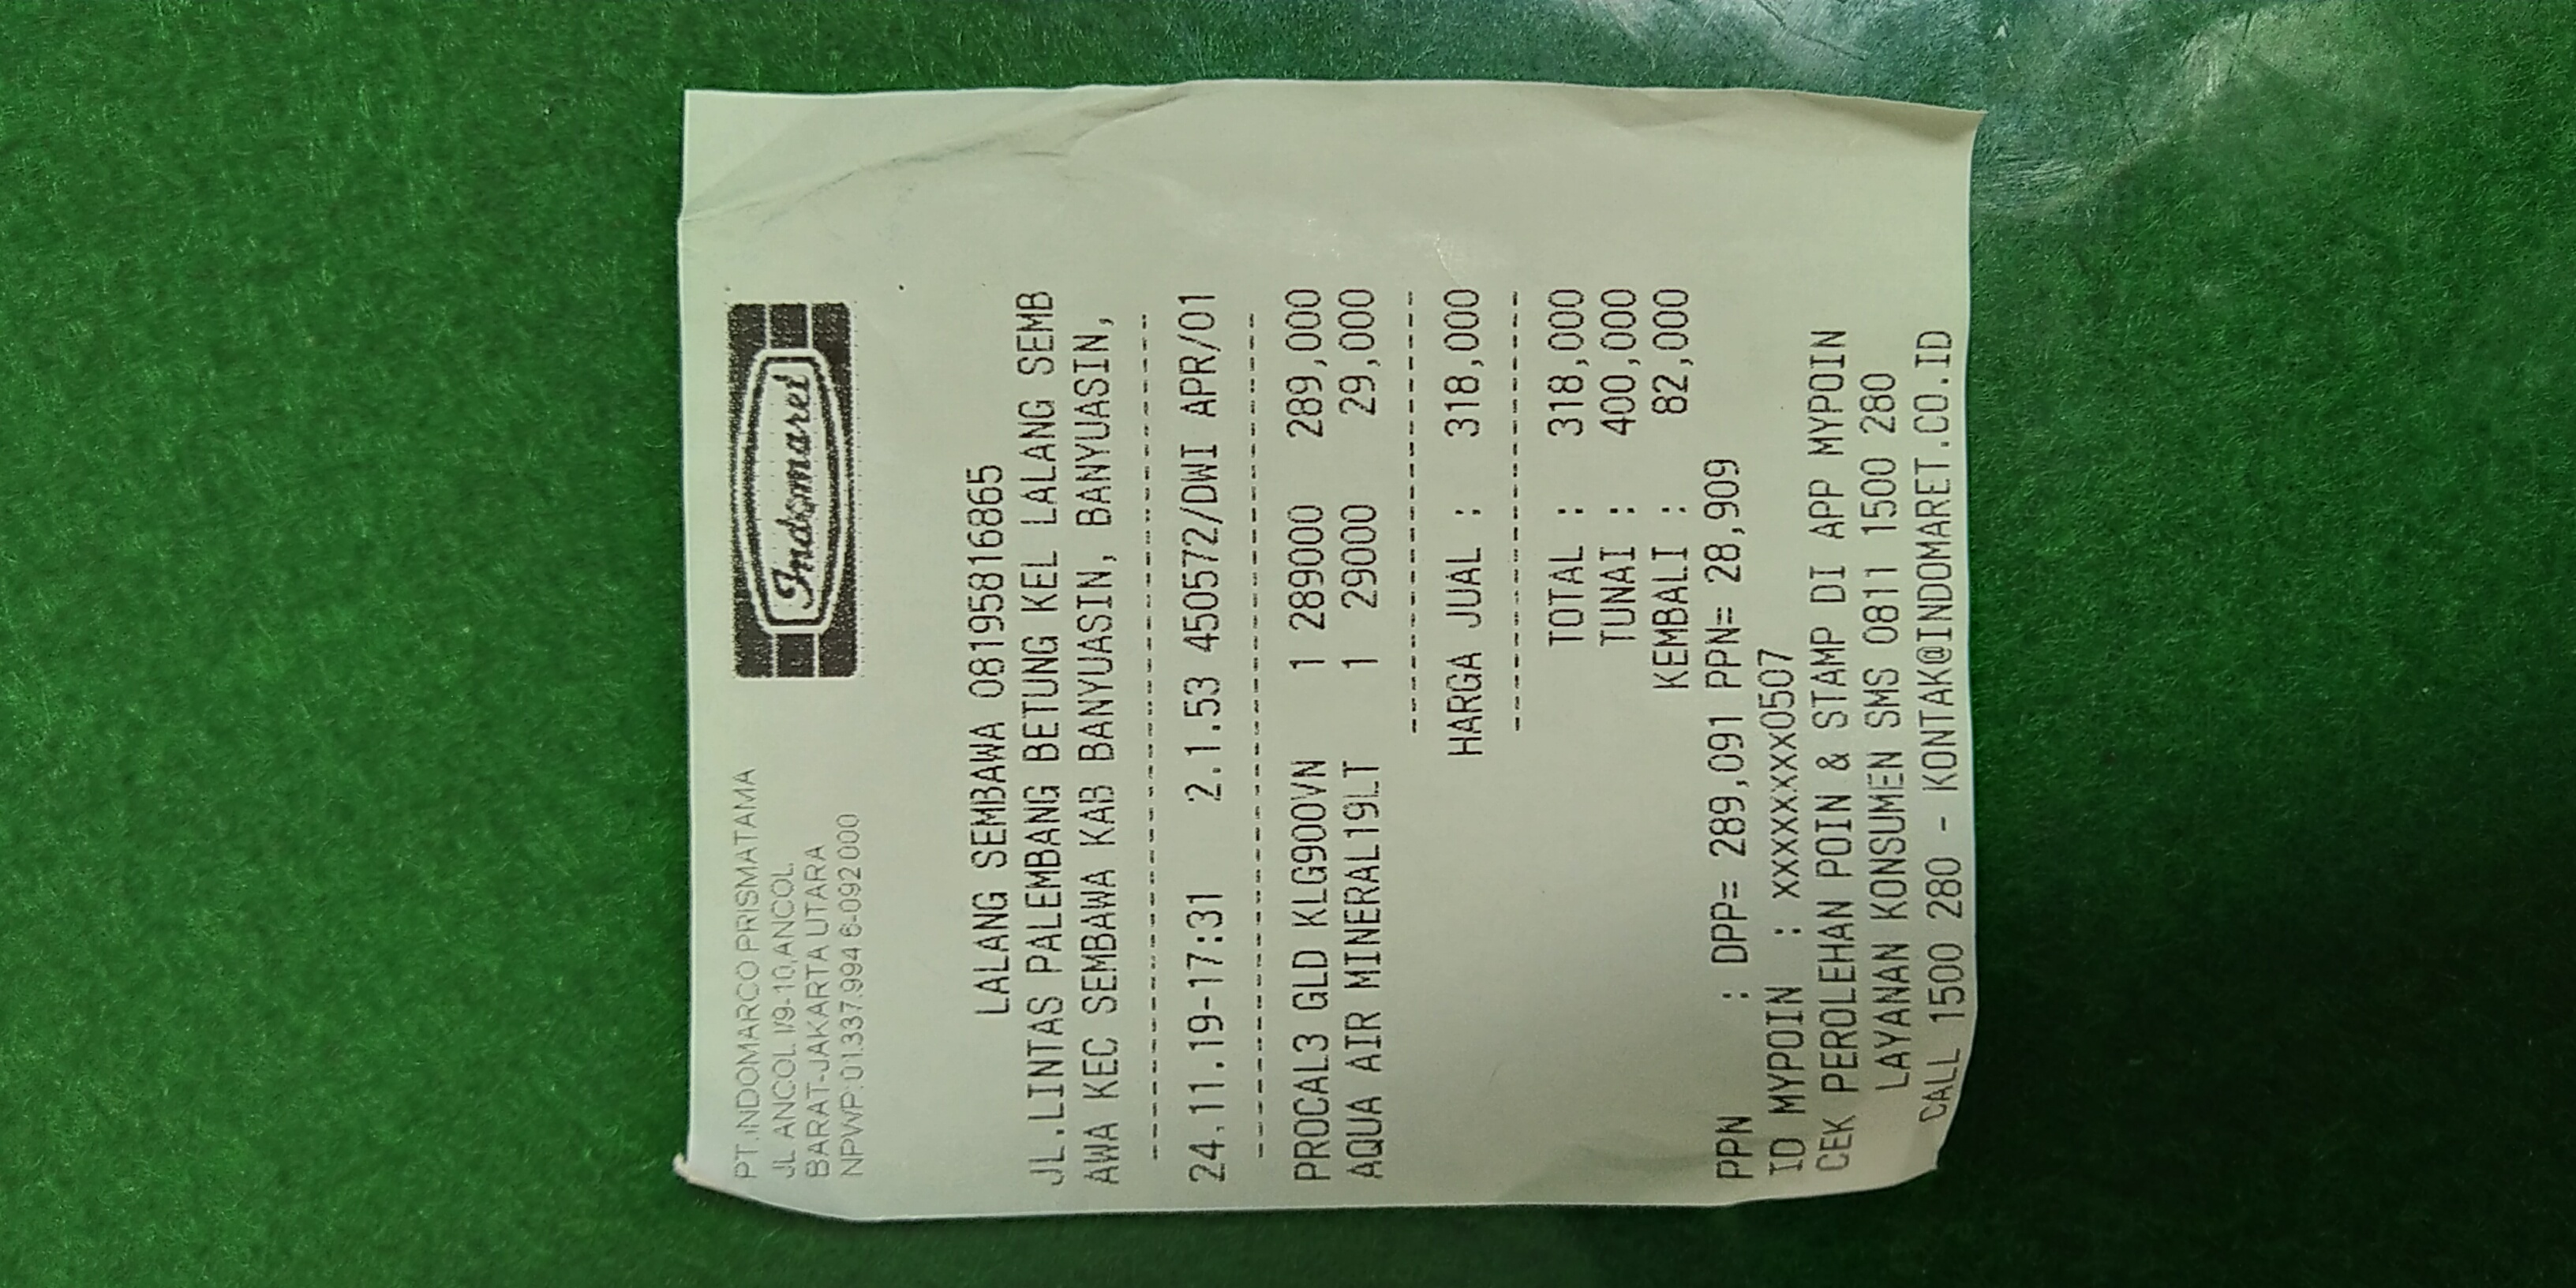 PT.INDOMARCO PRISMATAMA
JL ANCOL I/9-10,ANCOL
BARAT-JAKARTA UTARA
NPWP:01.337.994 6-092 000
Indomaret
LALANG SEMBAWA 08195816865
JL.LINTAS PALEMBANG BETUNG KEL LALANG SEMB
AWA KEC SEMBAWA KAB BANYUASIN, BANYUASIN,
24.11.19-17:31 2.1.53 450572/DWI APR/01
PROCAL3 GLD KLG900VN 1 289000 289,000
AQUA AIR MINERAL19LT 1 29000 29,000
HARGA JUAL : 318,000
TOTAL : 318,000
TUNAI : 400,000
KEMBALI : 82,000
PPN : DPP= 289,091 PPN= 28,909
ID MYPOIN : xxxxxxxx0507
CEK PEROLEHAN POIN & STAMP DI APP MYPOIN
LAYANAN KONSUMEN SMS 0811 1500 280
CALL 1500 280 - KONTAK@INDOMARET.CO.ID